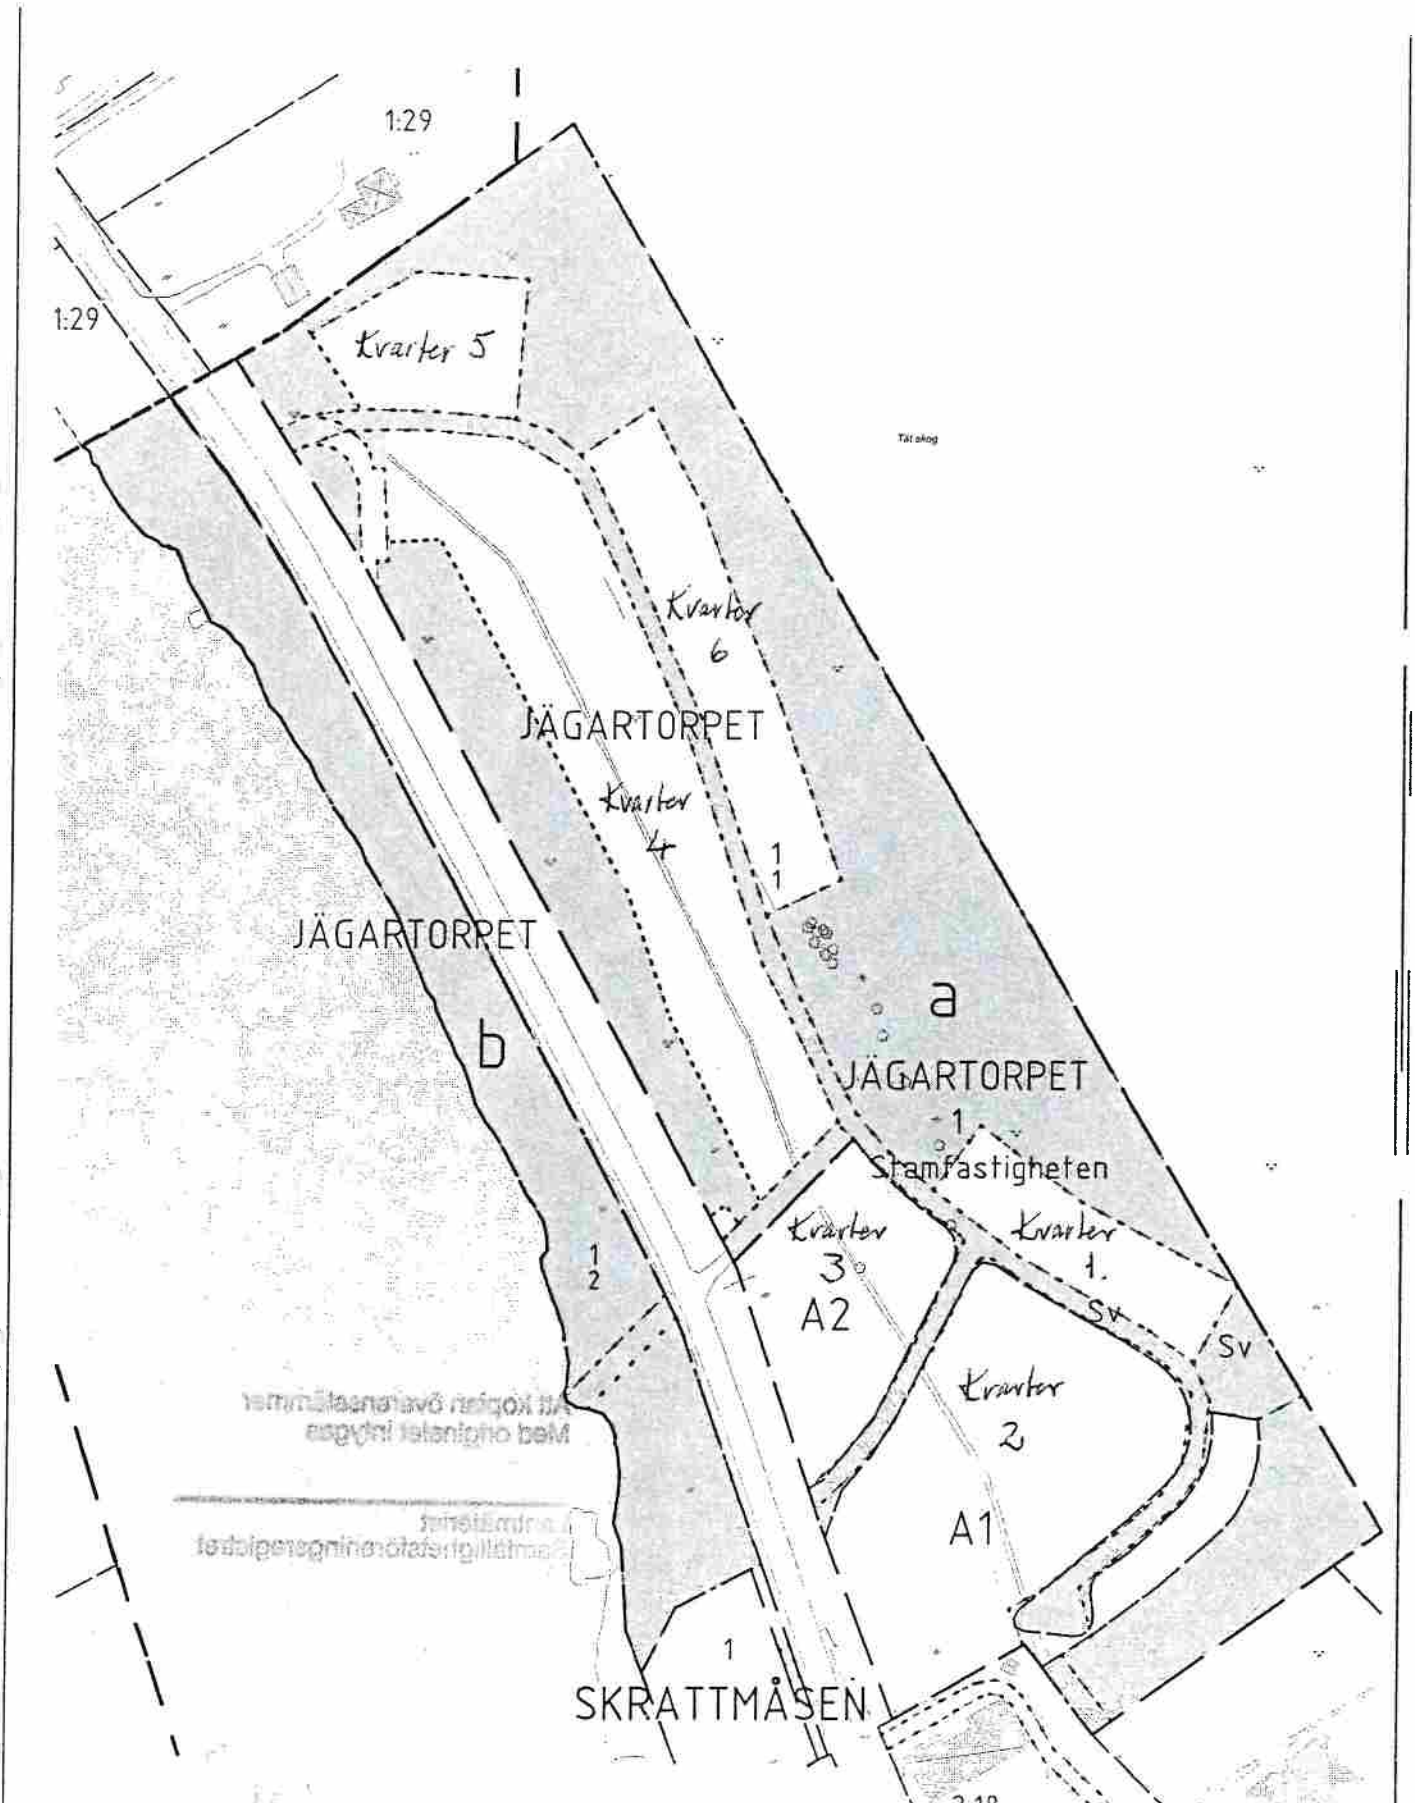 1:29
1:29
Kvarter 5
Tät skog
Kvarter
6
JÄGARTORPET
Kvarter
4
1
1
JÄGARTORPET
a
b
JÄGARTORPET
1
Stamfastigheten
Kvarter
3
A2
Kvarter
1.
Sv
Sv
1
2
Kvarter
2
Att kopian överensstämmer
Med originalet intygas
A1
Lantmäteriet
Samfällighetsföreningsregistret
1
SKRATTMÅSEN